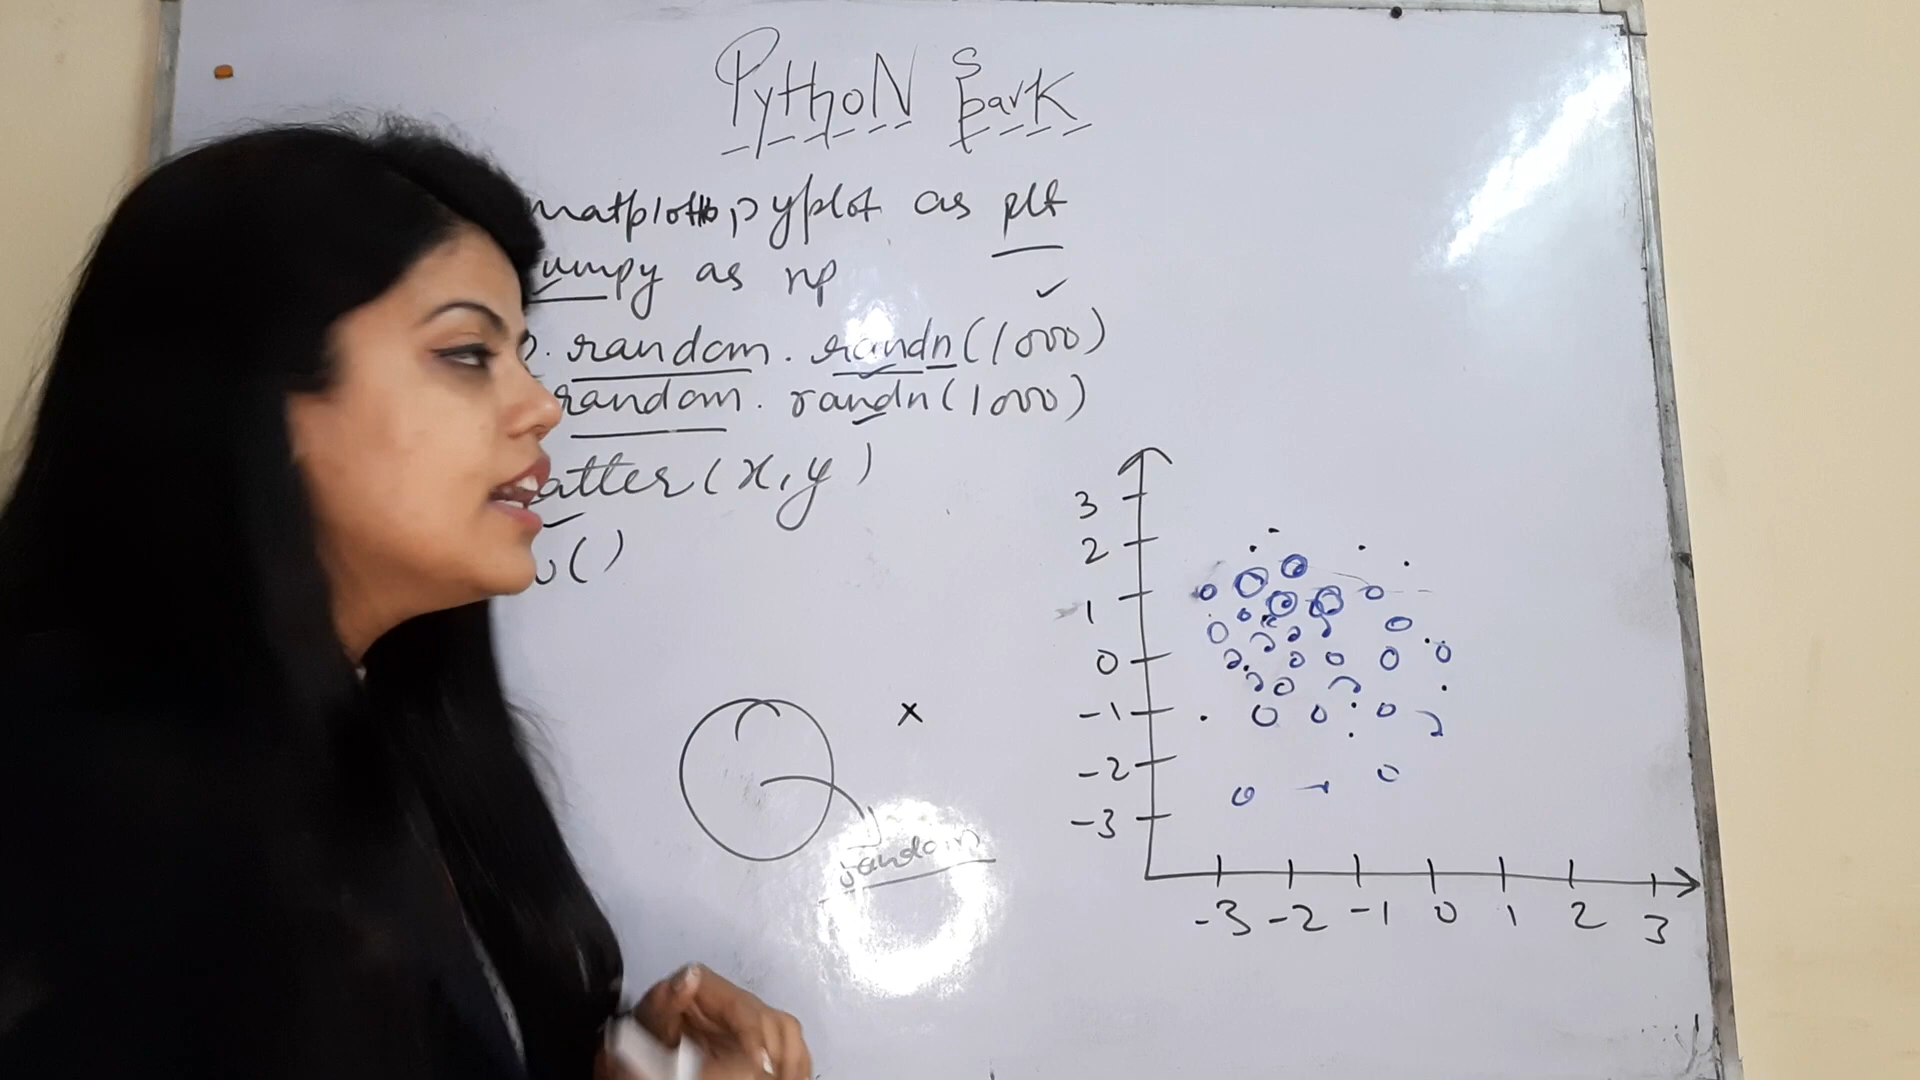 PYthoN Spark
matplotlib pyplot as plt
umpy as np
. random . randn (1000)
random . randn (1000)
atter (x, y)
()
3
2
1
0
-1
-2
-3
x
random
-3 -2 -1 0 1 2 3